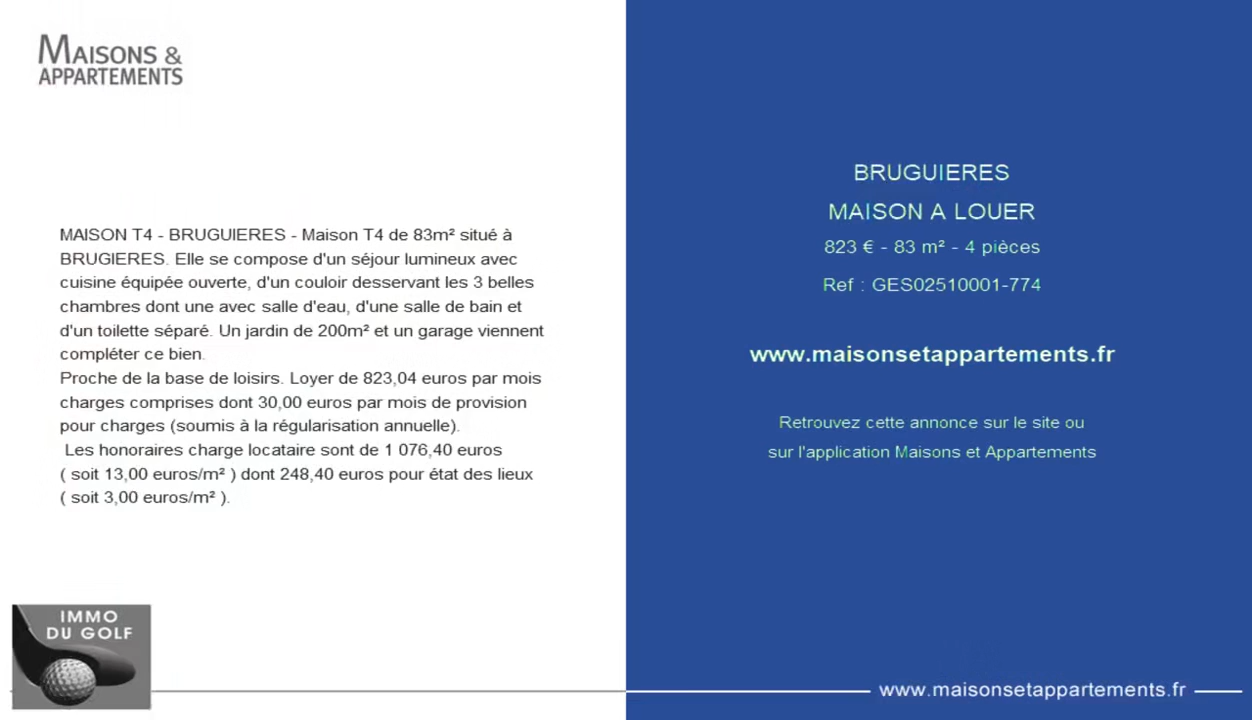 MAISONS &
APPARTEMENTS
MAISON T4 - BRUGUIERES - Maison T4 de 83m² situé à
BRUGIERES. Elle se compose d'un séjour lumineux avec
cuisine équipée ouverte, d'un couloir desservant les 3 belles
chambres dont une avec salle d'eau, d'une salle de bain et
d'un toilette séparé. Un jardin de 200m² et un garage viennent
compléter ce bien.
Proche de la base de loisirs. Loyer de 823,04 euros par mois
charges comprises dont 30,00 euros par mois de provision
pour charges (soumis à la régularisation annuelle).
Les honoraires charge locataire sont de 1 076,40 euros
( soit 13,00 euros/m² ) dont 248,40 euros pour état des lieux
( soit 3,00 euros/m² ).
IMMO
DU GOLF
BRUGUIERES
MAISON A LOUER
823 € - 83 m² - 4 pièces
Ref : GES02510001-774
www.maisonsetappartements.fr
Retrouvez cette annonce sur le site ou
sur l'application Maisons et Appartements
www.maisonsetappartements.fr